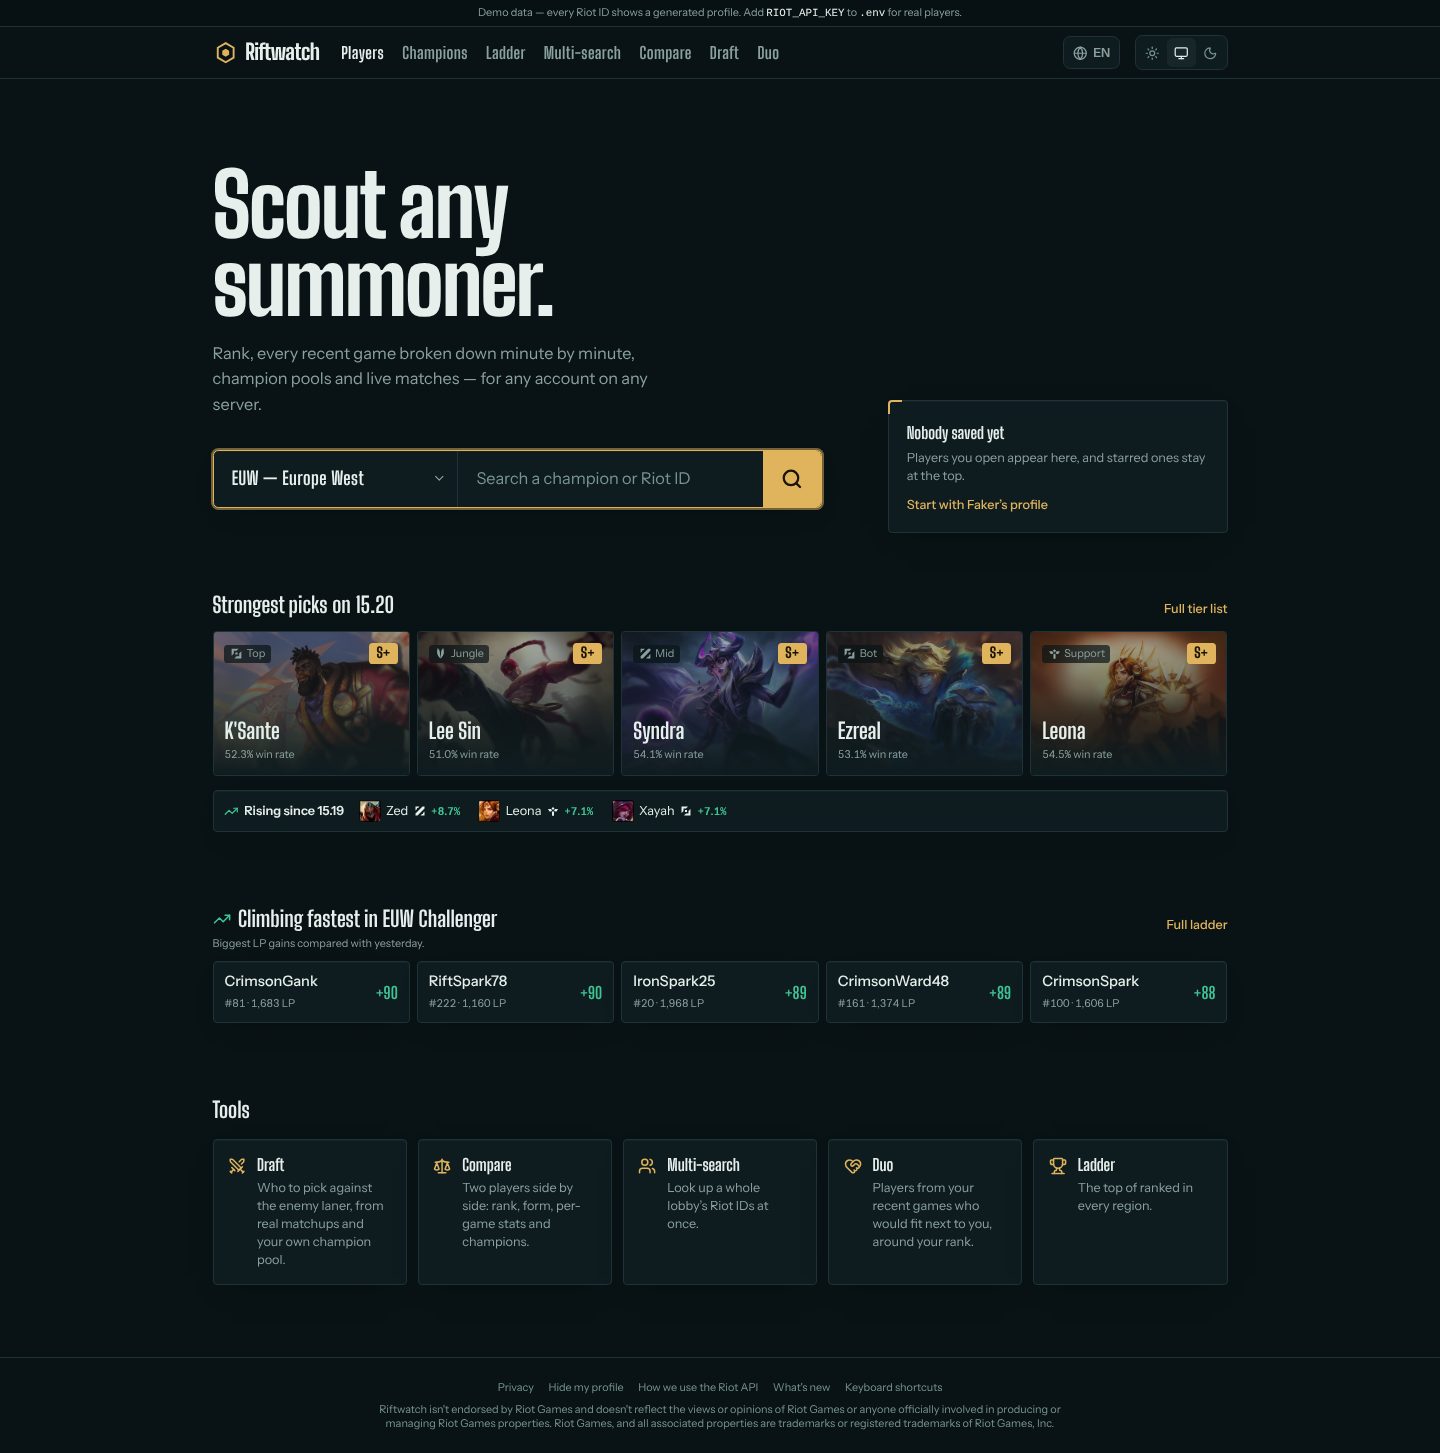 Demo data — every Riot ID shows a generated profile. Add RIOT_API_KEY to .env for real players.
Riftwatch Players Champions Ladder Multi-search Compare Draft Duo EN
Scout any
summoner.
Rank, every recent game broken down minute by minute,
champion pools and live matches — for any account on any
server.
EUW — Europe West Search a champion or Riot ID
Nobody saved yet
Players you open appear here, and starred ones stay
at the top.
Start with Faker's profile
Strongest picks on 15.20 Full tier list
Top S+
K'Sante
52.3% win rate
Jungle S+
Lee Sin
51.0% win rate
Mid S+
Syndra
54.1% win rate
Bot S+
Ezreal
53.1% win rate
Support S+
Leona
54.5% win rate
Rising since 15.19 Zed +8.7% Leona +7.1% Xayah +7.1%
Climbing fastest in EUW Challenger Full ladder
Biggest LP gains compared with yesterday.
CrimsonGank
#81 · 1,683 LP +90
RiftSpark78
#222 · 1,160 LP +90
IronSpark25
#20 · 1,968 LP +89
CrimsonWard48
#161 · 1,374 LP +89
CrimsonSpark
#100 · 1,606 LP +88
Tools
Draft
Who to pick against
the enemy laner, from
real matchups and
your own champion
pool.
Compare
Two players side by
side: rank, form, per-
game stats and
champions.
Multi-search
Look up a whole
lobby's Riot IDs at
once.
Duo
Players from your
recent games who
would fit next to you,
around your rank.
Ladder
The top of ranked in
every region.
Privacy Hide my profile How we use the Riot API What's new Keyboard shortcuts
Riftwatch isn't endorsed by Riot Games and doesn't reflect the views or opinions of Riot Games or anyone officially involved in producing or
managing Riot Games properties. Riot Games, and all associated properties are trademarks or registered trademarks of Riot Games, Inc.